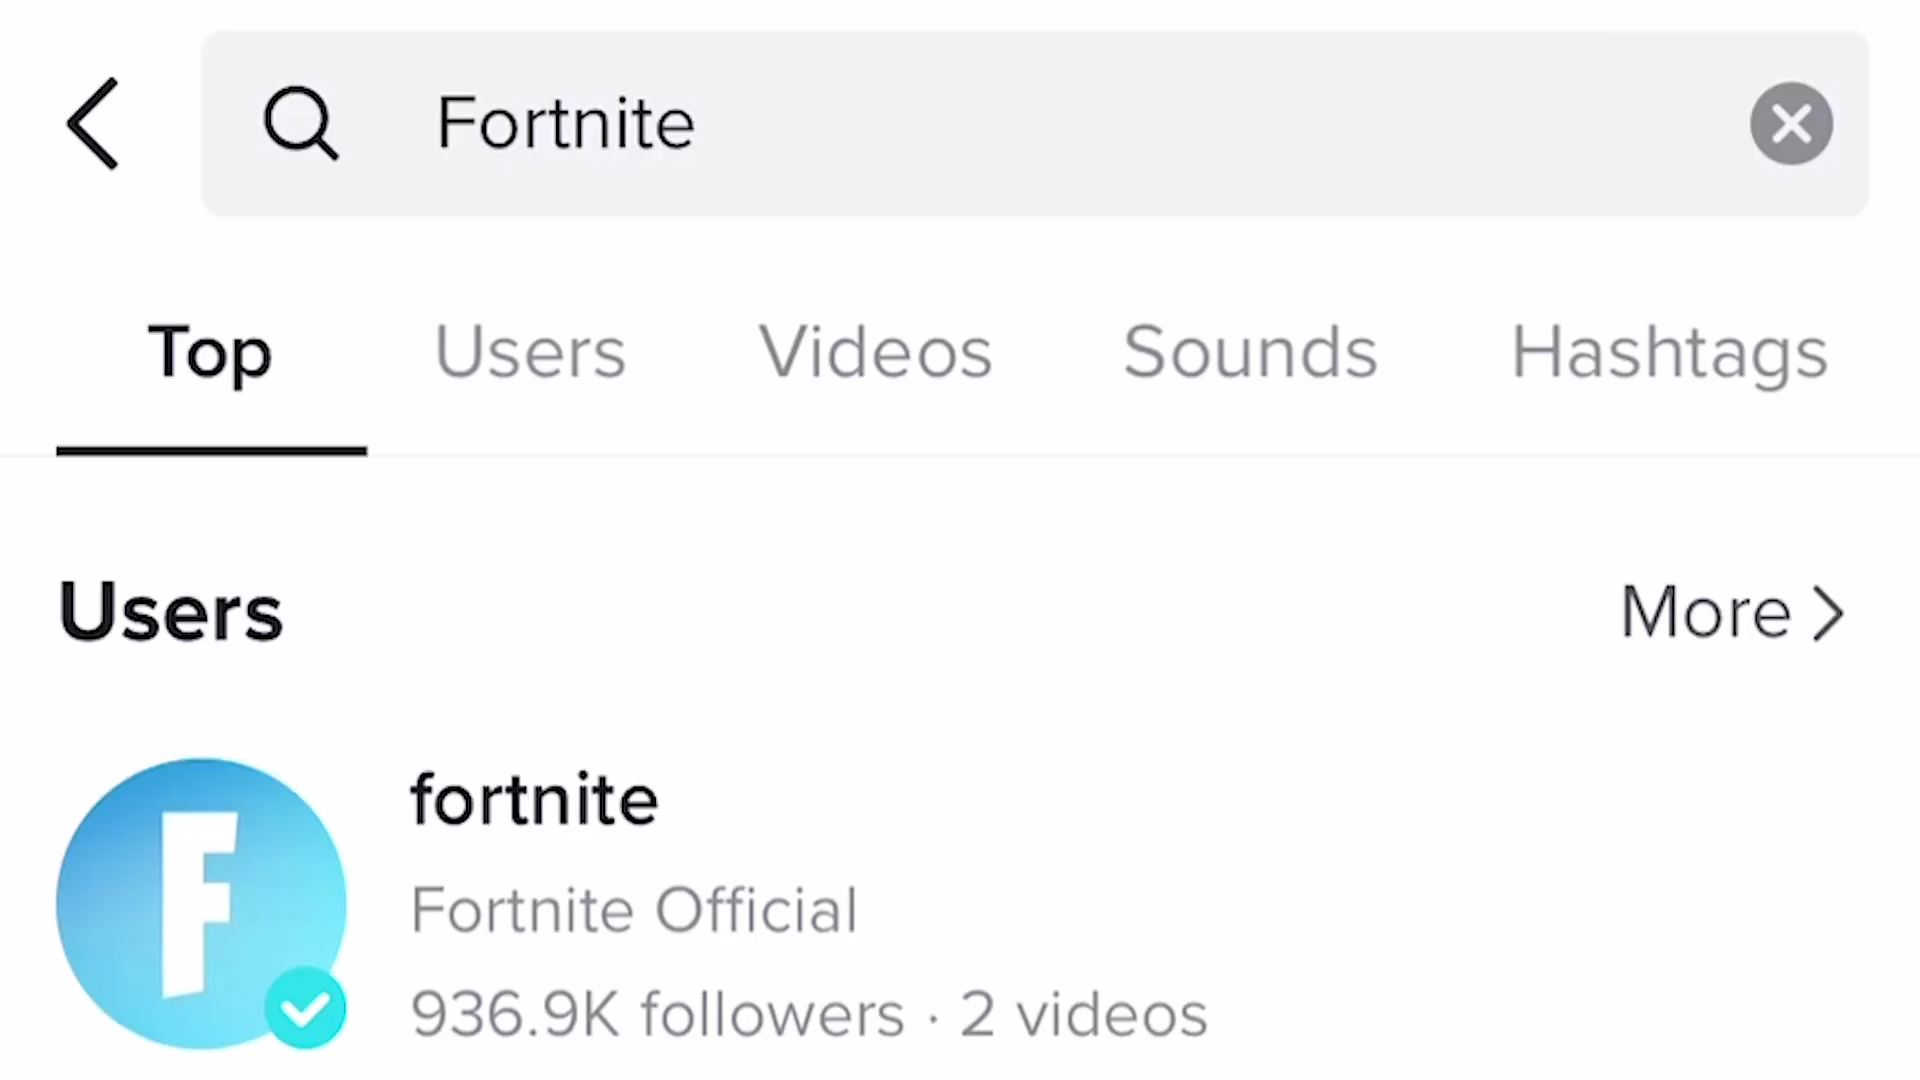 Fortnite
Top Users Videos Sounds Hashtags
Users More
F
fortnite
Fortnite Official
936.9K followers · 2 videos